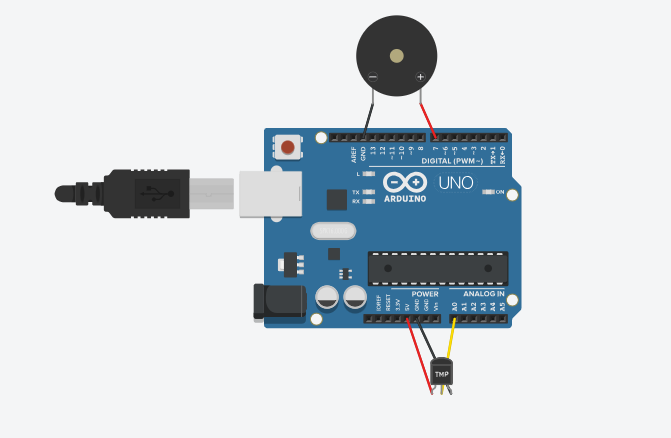 − +
AREF
GND
13
12
~11
~10
~9
8
7
~6
~5
4
~3
2
TX→1
RX←0
DIGITAL (PWM~)
L
TX
RX
UNO
ARDUINO
ON
POWER
ANALOG IN
IOREF
RESET
3.3V
5V
GND
GND
Vin
A0
A1
A2
A3
A4
A5
TMP